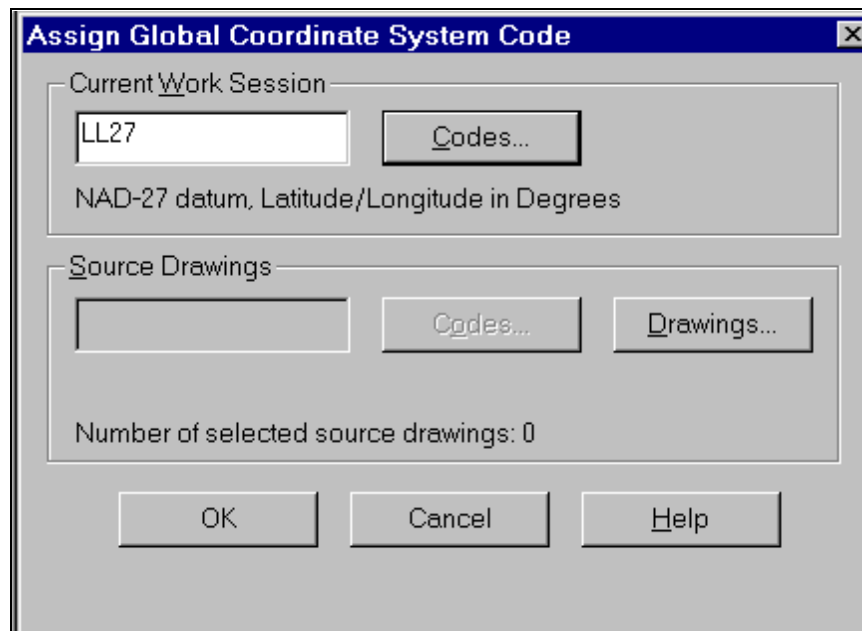 Assign Global Coordinate System Code
Current Work Session
LL27
Codes...
NAD-27 datum, Latitude/Longitude in Degrees
Source Drawings
Codes...
Drawings...
Number of selected source drawings: 0
OK
Cancel
Help